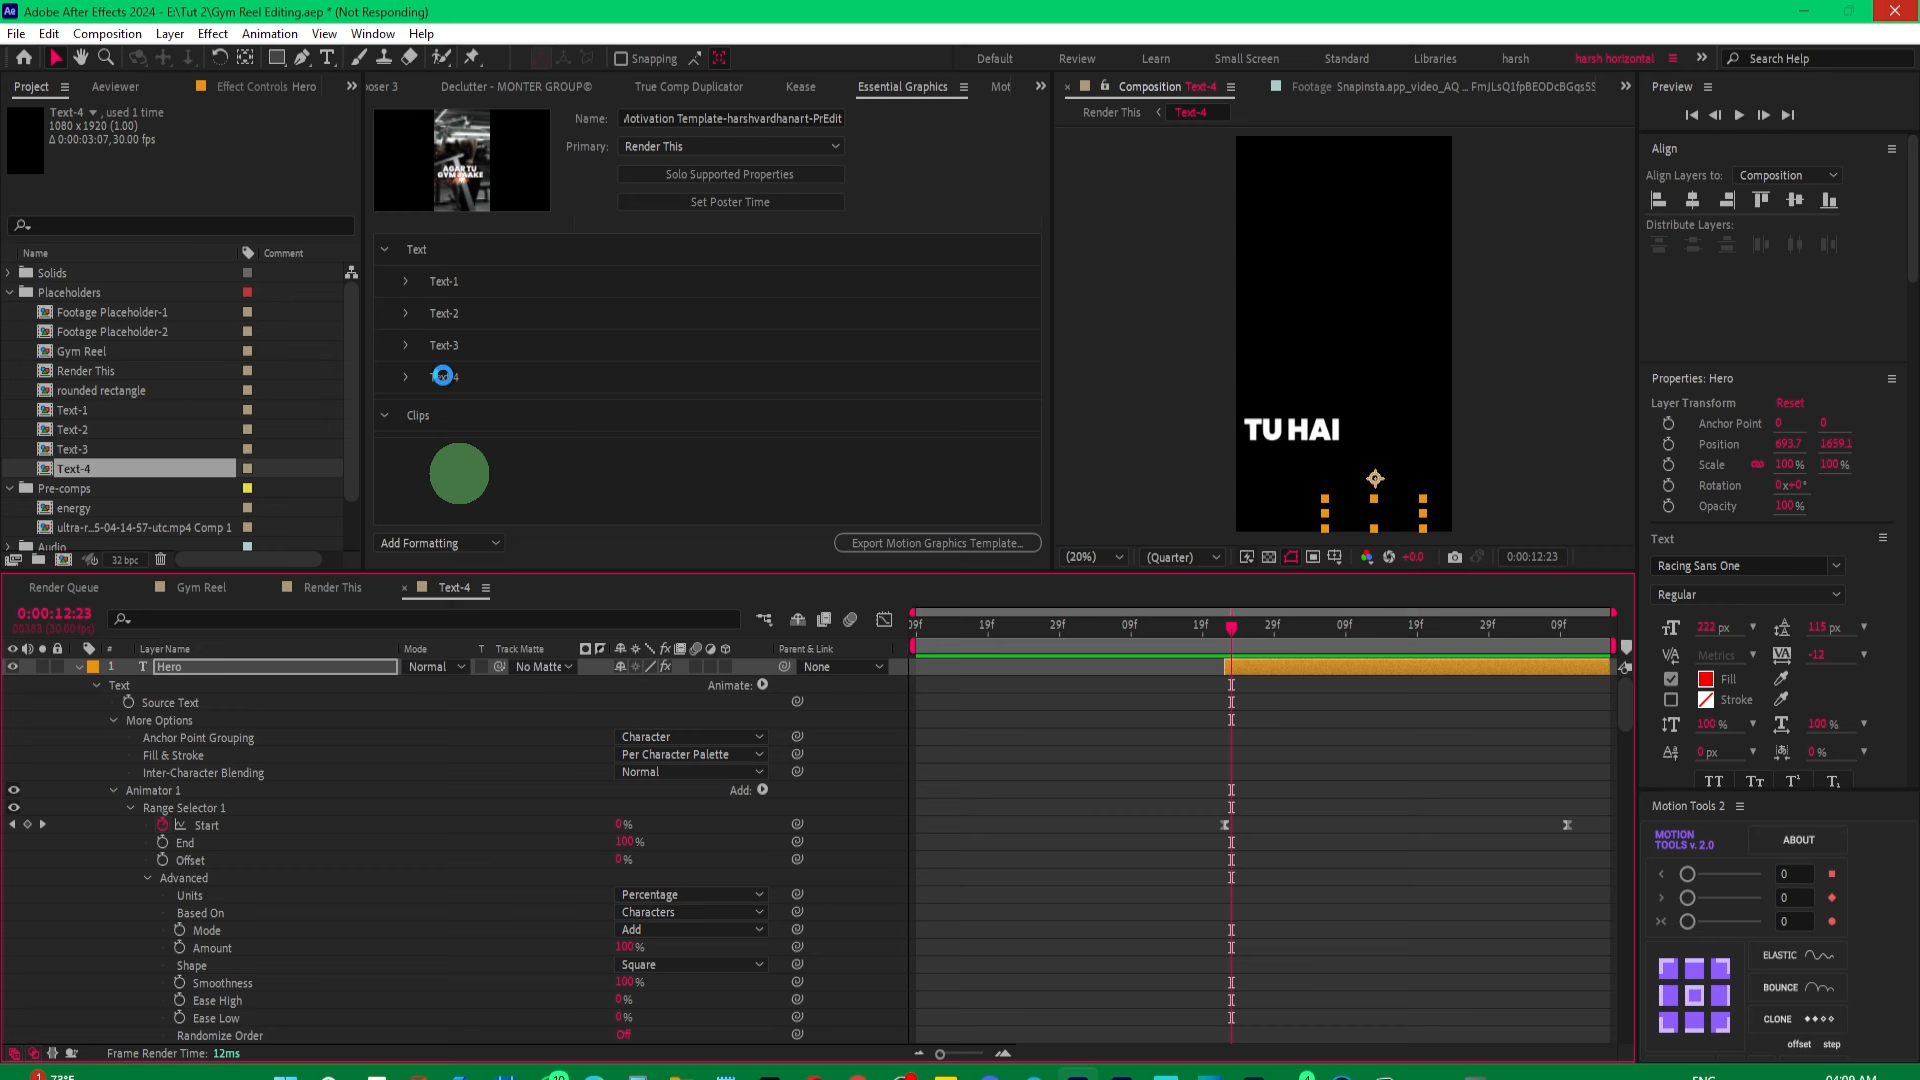 Adobe After Effects 2024 - E:\Tut 2\Gym Reel Editing.aep * (Not Responding)
File Edit Composition Layer Effect Animation View Window Help
Snapping
Default Review Learn Small Screen Standard Libraries harsh harsh horizontal
Search Help
Project Aeviewer Effect Controls Hero
Text-4 , used 1 time
1080 x 1920 (1.00)
Δ 0:00:03:07, 30.00 fps
Name Comment
Solids
Placeholders
Footage Placeholder-1
Footage Placeholder-2
Gym Reel
Render This
rounded rectangle
Text-1
Text-2
Text-3
Text-4
Pre-comps
energy
ultra-r...5-04-14-57-utc.mp4 Comp 1
Audio
32 bpc
poser 3 Declutter - MONTER GROUP© True Comp Duplicator Kease Essential Graphics Mot
AGAR TU
GYM JAAKE
Name: Motivation Template-harshvardhanart-PrEdit
Primary: Render This
Solo Supported Properties
Set Poster Time
Text
Text-1
Text-2
Text-3
Text-4
Clips
Add Formatting
Export Motion Graphics Template...
Composition Text-4 Footage Snapinsta.app_video_AQ ... FmJLsQ1fpBEODcBGqsSS
Render This Text-4
TU HAI
(20%) (Quarter) +0.0 0:00:12:23
Preview
Align
Align Layers to: Composition
Distribute Layers:
Properties: Hero
Layer Transform Reset
Anchor Point 0 0
Position 693.7 1659.1
Scale 100 % 100 %
Rotation 0x+0°
Opacity 100 %
Text
Racing Sans One
Regular
222 px 115 px
Metrics -12
Fill
Stroke
100 % 100 %
0 px 0 %
TT Tт T¹ T₁
Motion Tools 2
MOTION
TOOLS v. 2.0
ABOUT
0
0
0
ELASTIC
BOUNCE
CLONE
offset step
Render Queue Gym Reel Render This Text-4
0:00:12:23
00383 (30.00 fps)
09f 19f 29f 09f 19f 29f 09f 19f 29f 09f
# Layer Name Mode T Track Matte Parent & Link
1 T Hero Normal No Matte None
Text Animate:
Source Text
More Options
Anchor Point Grouping Character
Fill & Stroke Per Character Palette
Inter-Character Blending Normal
Animator 1 Add:
Range Selector 1
Start 0 %
End 100 %
Offset 0 %
Advanced
Units Percentage
Based On Characters
Mode Add
Amount 100 %
Shape Square
Smoothness 100 %
Ease High 0 %
Ease Low 0 %
Randomize Order Off
Frame Render Time: 12ms